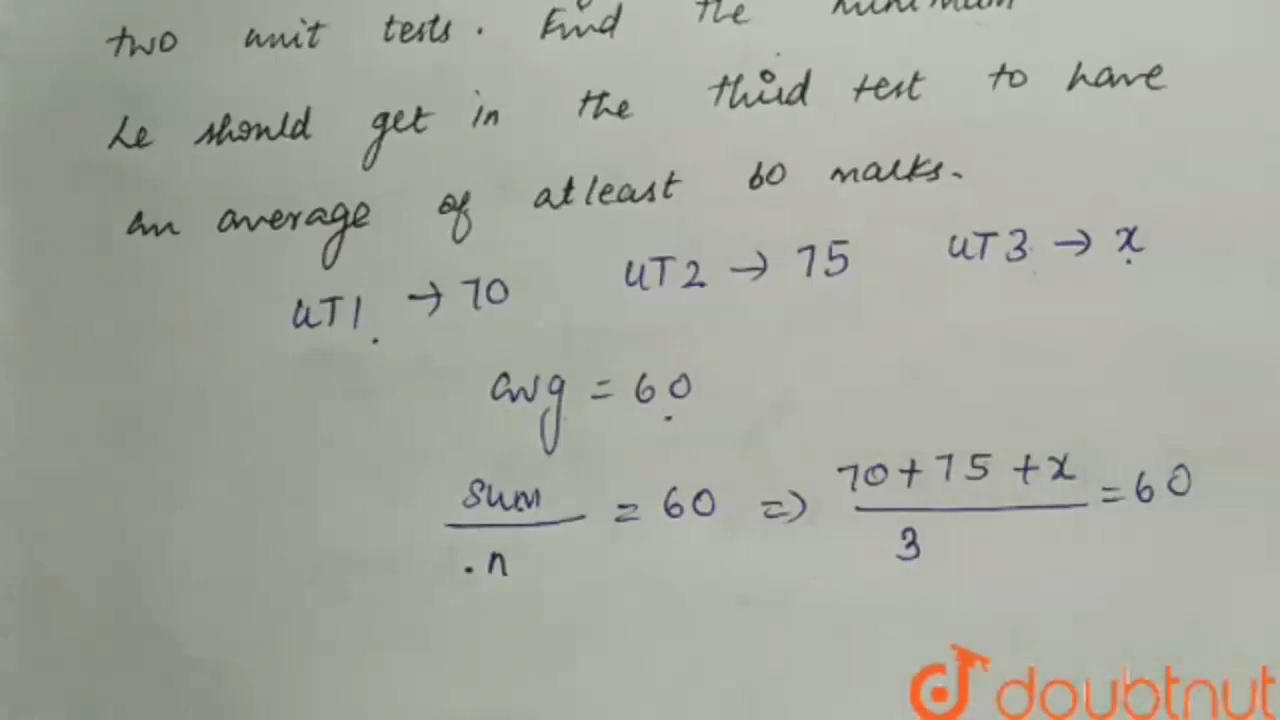 two unit tests. Find the minimum
he should get in the third test to have
an average of atleast 60 marks.
UT1 → 70 UT2 → 75 UT3 → x
avg = 60
sum/n = 60 => 70+75+x/3 = 60
doubtnut